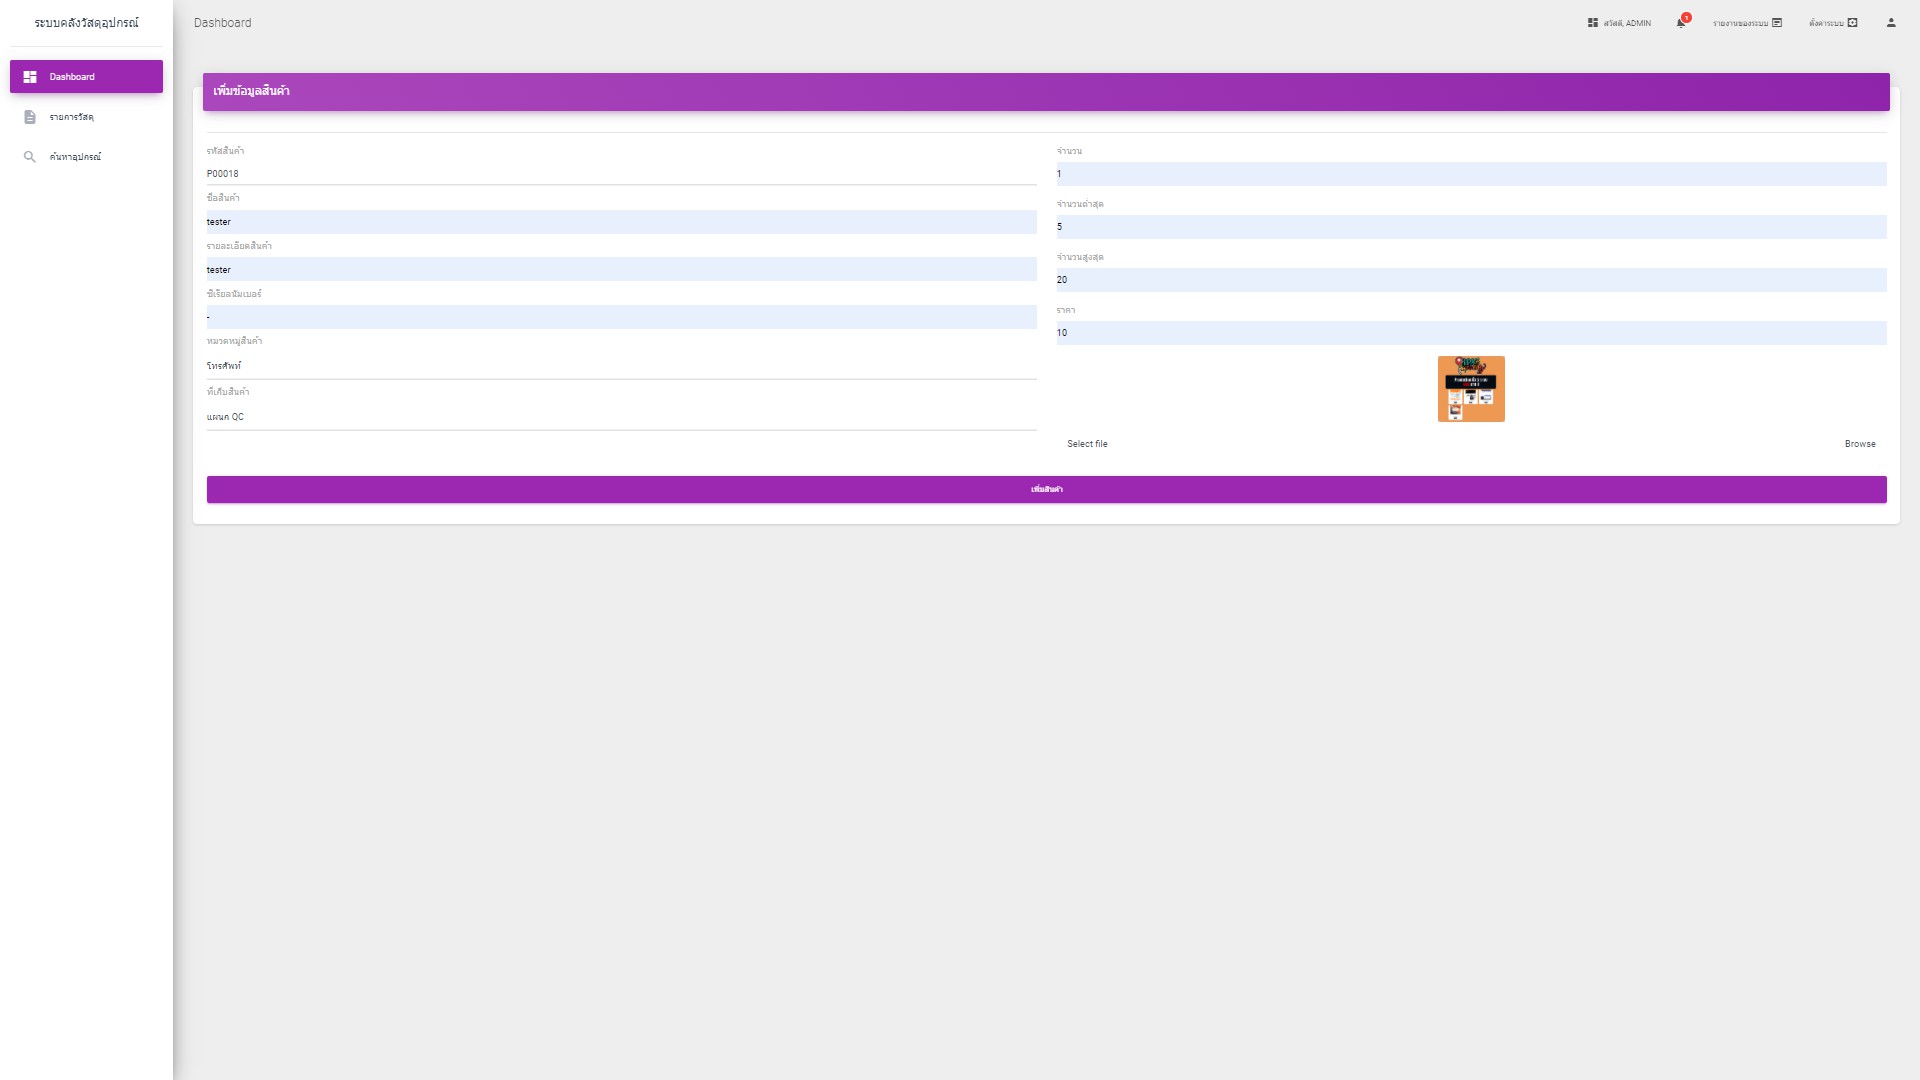 ระบบคลังวัสดุอุปกรณ์
Dashboard
สวัสดี, ADMIN
1
รายงานของระบบ
ตั้งค่าระบบ
Dashboard
รายการวัสดุ
ค้นหาอุปกรณ์
เพิ่มข้อมูลสินค้า
รหัสสินค้า
P00018
ชื่อสินค้า
tester
รายละเอียดสินค้า
tester
ซีเรียลนัมเบอร์
-
หมวดหมู่สินค้า
โทรศัพท์
ที่เก็บสินค้า
แผนก QC
จำนวน
1
จำนวนต่ำสุด
5
จำนวนสูงสุด
20
ราคา
10
Select file
Browse
เพิ่มสินค้า